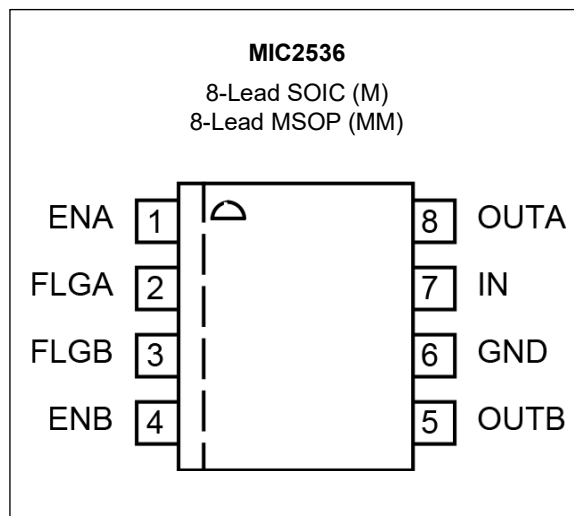 MIC2536
8-Lead SOIC (M)
8-Lead MSOP (MM)
ENA 1 8 OUTA
FLGA 2 7 IN
FLGB 3 6 GND
ENB 4 5 OUTB